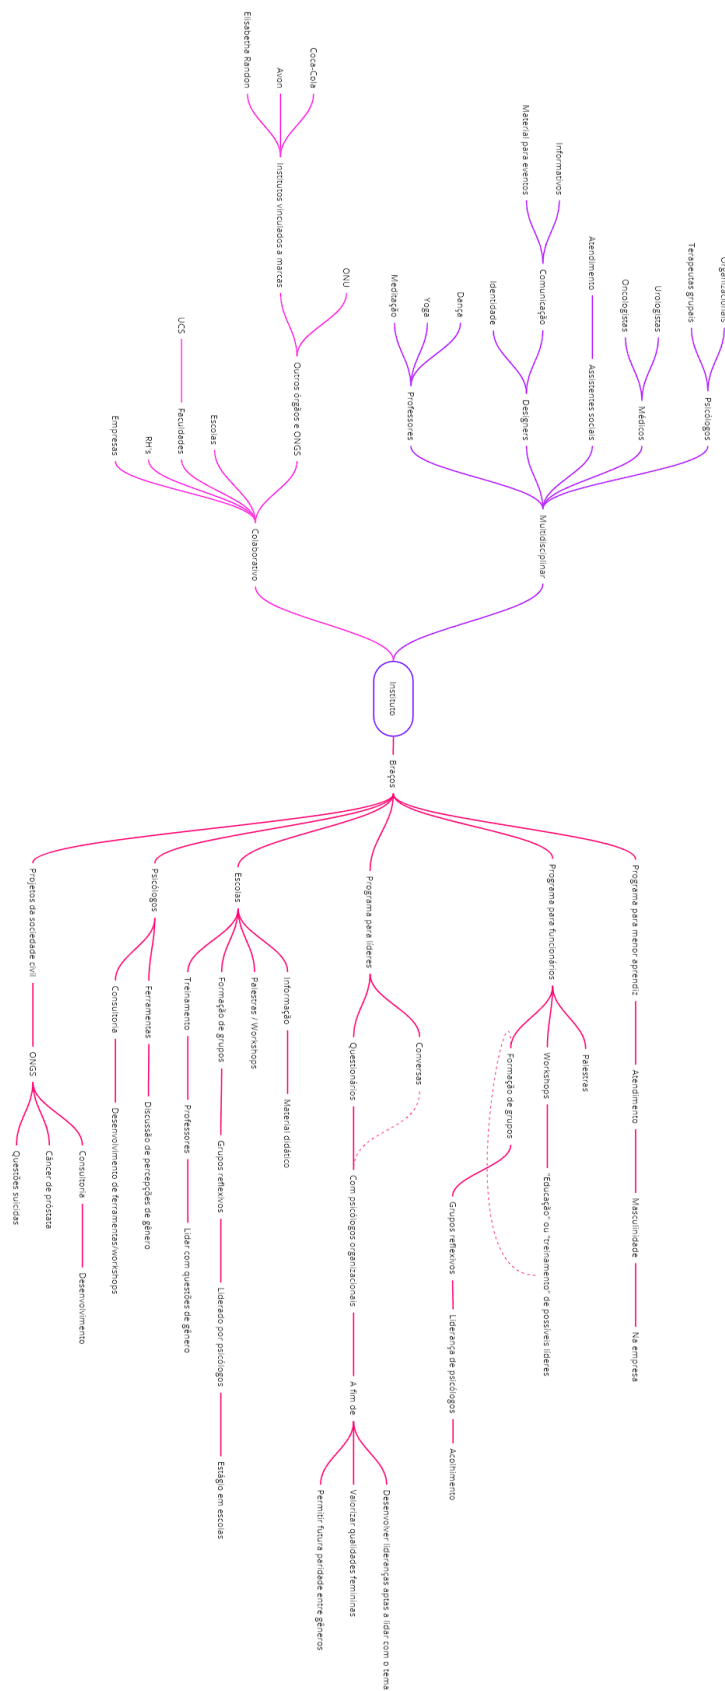 Organizacionais
Terapeutas grupais
Psicólogos
Urologistas
Oncologistas
Médicos
Atendimento
Assistentes sociais
Informativos
Material para eventos
Comunicação
Identidade
Designers
Dança
Yoga
Meditação
Professores
Multidisciplinar
Coca-Cola
Avon
Elisabetha Randon
Institutos vinculados a marcas
ONU
Outros órgãos e ONGS
Escolas
UCS
Faculdades
RH's
Empresas
Colaborativo
Instituto
Braços
Programa para menor aprendiz
Atendimento
Masculinidade
Na empresa
Programa para funcionários
Palestras
Workshops
"Educação" ou "treinamento" de possíveis líderes
Formação de grupos
Grupos reflexivos
Liderança de psicólogos
Acolhimento
Programa para líderes
Conversas
Questionários
Com psicólogos organizacionais
A fim de
Desenvolver lideranças aptas a lidar com o tema
Valorizar qualidades femininas
Permitir futura paridade entre gêneros
Escolas
Informação
Material didático
Palestras / Workshops
Formação de grupos
Grupos reflexivos
Liderado por psicólogos
Estágio em escolas
Treinamento
Professores
Lidar com questões de gênero
Psicólogos
Ferramentas
Discussão de percepções de gênero
Consultoria
Desenvolvimento de ferramentas/workshops
Projetos da sociedade civil
ONGS
Consultoria
Desenvolvimento
Câncer de próstata
Questões suicidas